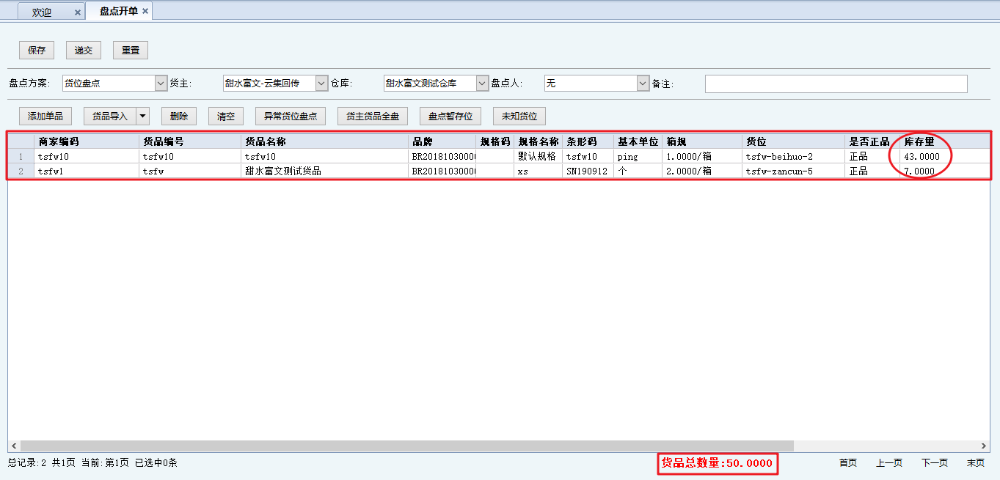 欢迎 盘点开单
保存 递交 重置
盘点方案: 货位盘点 货主: 甜水富文-云集回传 仓库: 甜水富文测试仓库 盘点人: 无 备注:
添加单品 货品导入 删除 清空 异常货位盘点 货主货品全盘 盘点暂存位 未知货位
商家编码 货品编号 货品名称 品牌 规格码 规格名称 条形码 基本单位 箱规 货位 是否正品 库存量
1 tsfw10 tsfw10 tsfw10 BR20181030000 默认规格 tsfw10 ping 1.0000/箱 tsfw-beihuo-2 正品 43.0000
2 tsfw1 tsfw 甜水富文测试货品 BR20181030000 xs SN190912 个 2.0000/箱 tsfw-zancun-5 正品 7.0000
总记录:2 共1页 当前:第1页 已选中0条 货品总数量:50.0000 首页 上一页 下一页 末页